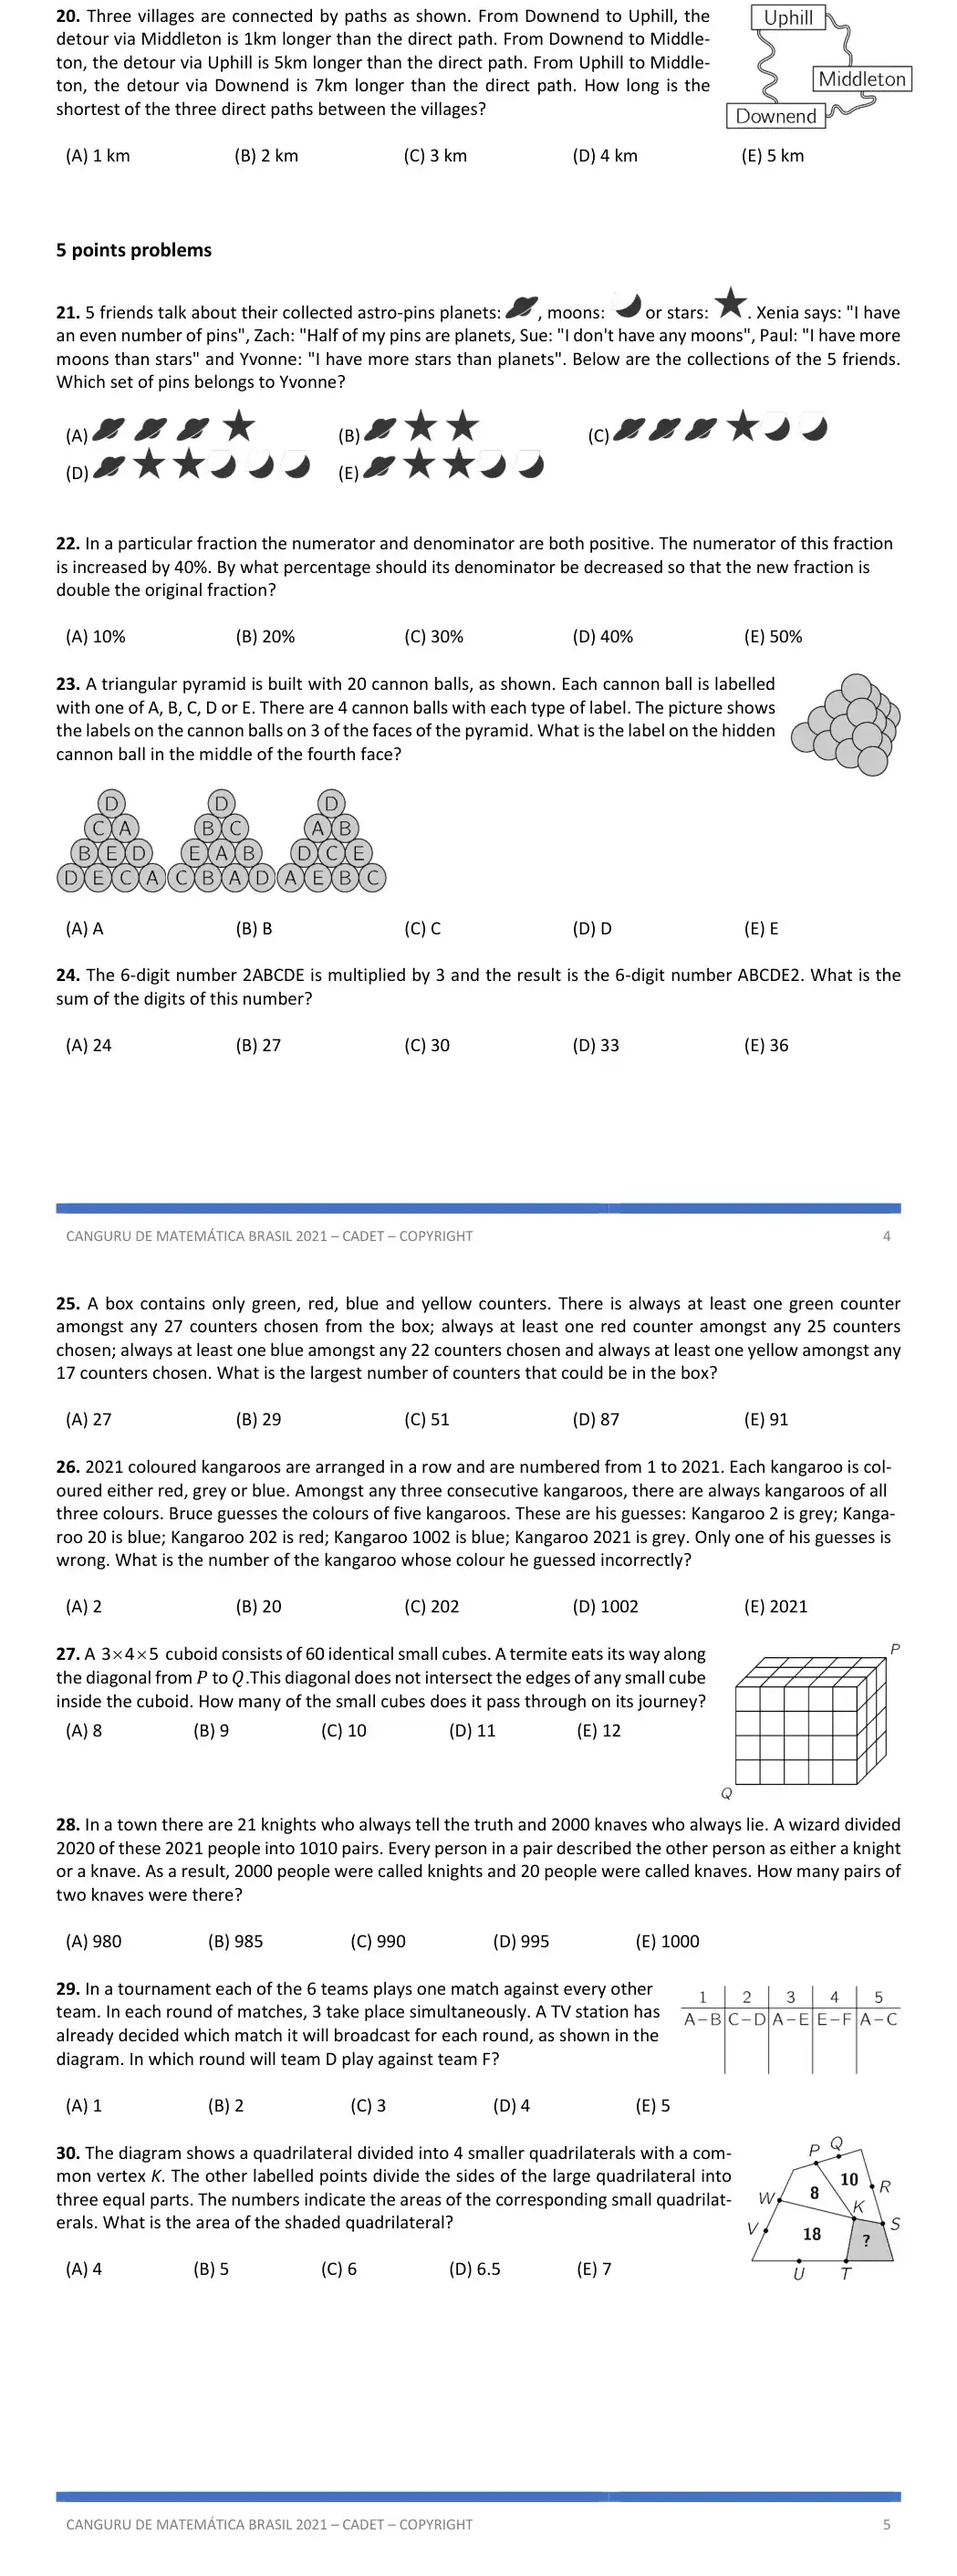 20. Three villages are connected by paths as shown. From Downend to Uphill, the
detour via Middleton is 1km longer than the direct path. From Downend to Middle-
ton, the detour via Uphill is 5km longer than the direct path. From Uphill to Middle-
ton, the detour via Downend is 7km longer than the direct path. How long is the
shortest of the three direct paths between the villages?
Uphill
Middleton
Downend
(A) 1 km (B) 2 km (C) 3 km (D) 4 km (E) 5 km
5 points problems
21. 5 friends talk about their collected astro-pins planets: , moons: or stars: . Xenia says: "I have
an even number of pins", Zach: "Half of my pins are planets, Sue: "I don't have any moons", Paul: "I have more
moons than stars" and Yvonne: "I have more stars than planets". Below are the collections of the 5 friends.
Which set of pins belongs to Yvonne?
(A) (B) (C)
(D) (E)
22. In a particular fraction the numerator and denominator are both positive. The numerator of this fraction
is increased by 40%. By what percentage should its denominator be decreased so that the new fraction is
double the original fraction?
(A) 10% (B) 20% (C) 30% (D) 40% (E) 50%
23. A triangular pyramid is built with 20 cannon balls, as shown. Each cannon ball is labelled
with one of A, B, C, D or E. There are 4 cannon balls with each type of label. The picture shows
the labels on the cannon balls on 3 of the faces of the pyramid. What is the label on the hidden
cannon ball in the middle of the fourth face?
D D D
C A B C A B
B E D E A B D C E
D E C A C B A D A E B C
(A) A (B) B (C) C (D) D (E) E
24. The 6-digit number 2ABCDE is multiplied by 3 and the result is the 6-digit number ABCDE2. What is the
sum of the digits of this number?
(A) 24 (B) 27 (C) 30 (D) 33 (E) 36
CANGURU DE MATEMÁTICA BRASIL 2021 – CADET – COPYRIGHT 4
25. A box contains only green, red, blue and yellow counters. There is always at least one green counter
amongst any 27 counters chosen from the box; always at least one red counter amongst any 25 counters
chosen; always at least one blue amongst any 22 counters chosen and always at least one yellow amongst any
17 counters chosen. What is the largest number of counters that could be in the box?
(A) 27 (B) 29 (C) 51 (D) 87 (E) 91
26. 2021 coloured kangaroos are arranged in a row and are numbered from 1 to 2021. Each kangaroo is col-
oured either red, grey or blue. Amongst any three consecutive kangaroos, there are always kangaroos of all
three colours. Bruce guesses the colours of five kangaroos. These are his guesses: Kangaroo 2 is grey; Kanga-
roo 20 is blue; Kangaroo 202 is red; Kangaroo 1002 is blue; Kangaroo 2021 is grey. Only one of his guesses is
wrong. What is the number of the kangaroo whose colour he guessed incorrectly?
(A) 2 (B) 20 (C) 202 (D) 1002 (E) 2021
27. A 3×4×5 cuboid consists of 60 identical small cubes. A termite eats its way along
the diagonal from P to Q.This diagonal does not intersect the edges of any small cube
inside the cuboid. How many of the small cubes does it pass through on its journey?
(A) 8 (B) 9 (C) 10 (D) 11 (E) 12
P
Q
28. In a town there are 21 knights who always tell the truth and 2000 knaves who always lie. A wizard divided
2020 of these 2021 people into 1010 pairs. Every person in a pair described the other person as either a knight
or a knave. As a result, 2000 people were called knights and 20 people were called knaves. How many pairs of
two knaves were there?
(A) 980 (B) 985 (C) 990 (D) 995 (E) 1000
29. In a tournament each of the 6 teams plays one match against every other
team. In each round of matches, 3 take place simultaneously. A TV station has
already decided which match it will broadcast for each round, as shown in the
diagram. In which round will team D play against team F?
1 2 3 4 5
A–B C–D A–E E–F A–C
(A) 1 (B) 2 (C) 3 (D) 4 (E) 5
30. The diagram shows a quadrilateral divided into 4 smaller quadrilaterals with a com-
mon vertex K. The other labelled points divide the sides of the large quadrilateral into
three equal parts. The numbers indicate the areas of the corresponding small quadrilat-
erals. What is the area of the shaded quadrilateral?
P Q
10 R
8
W K
V 18 ? S
U T
(A) 4 (B) 5 (C) 6 (D) 6.5 (E) 7
CANGURU DE MATEMÁTICA BRASIL 2021 – CADET – COPYRIGHT 5